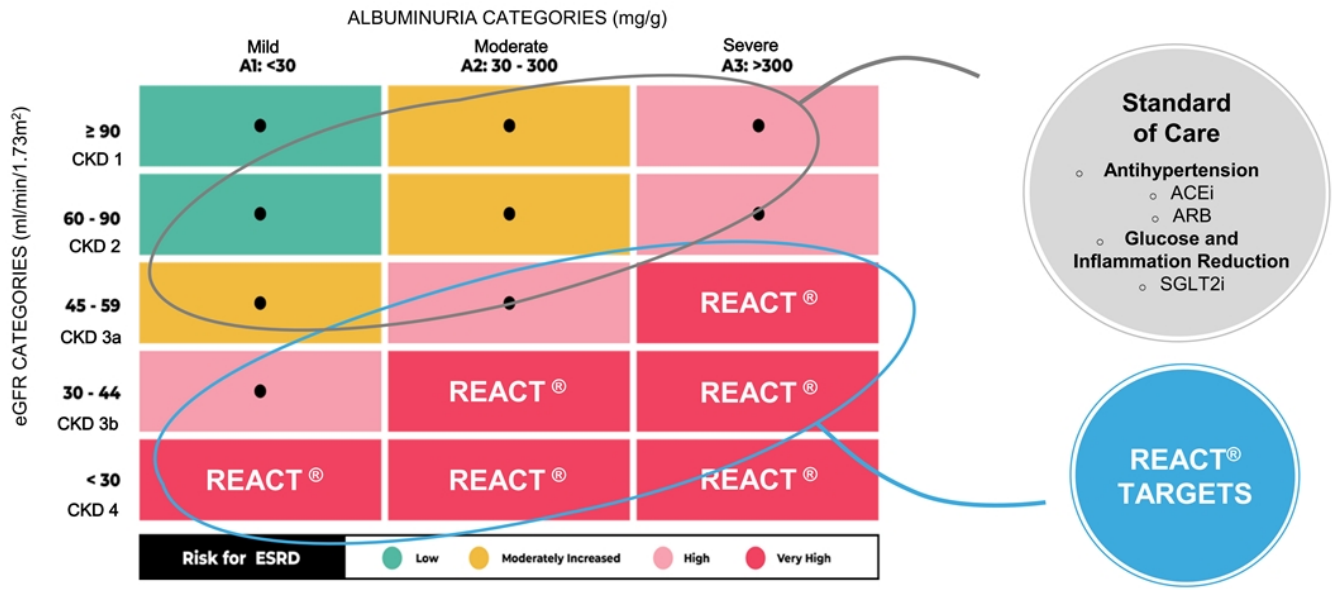 ALBUMINURIA CATEGORIES (mg/g)
Mild
A1: <30
Moderate
A2: 30 - 300
Severe
A3: >300
eGFR CATEGORIES (ml/min/1.73m²)
≥ 90
CKD 1
60 - 90
CKD 2
45 - 59
CKD 3a
REACT ®
30 - 44
CKD 3b
REACT ®
REACT ®
< 30
CKD 4
REACT ®
REACT ®
REACT ®
Risk for ESRD
Low
Moderately Increased
High
Very High
Standard
of Care
Antihypertension
ACEi
ARB
Glucose and
Inflammation Reduction
SGLT2i
REACT®
TARGETS